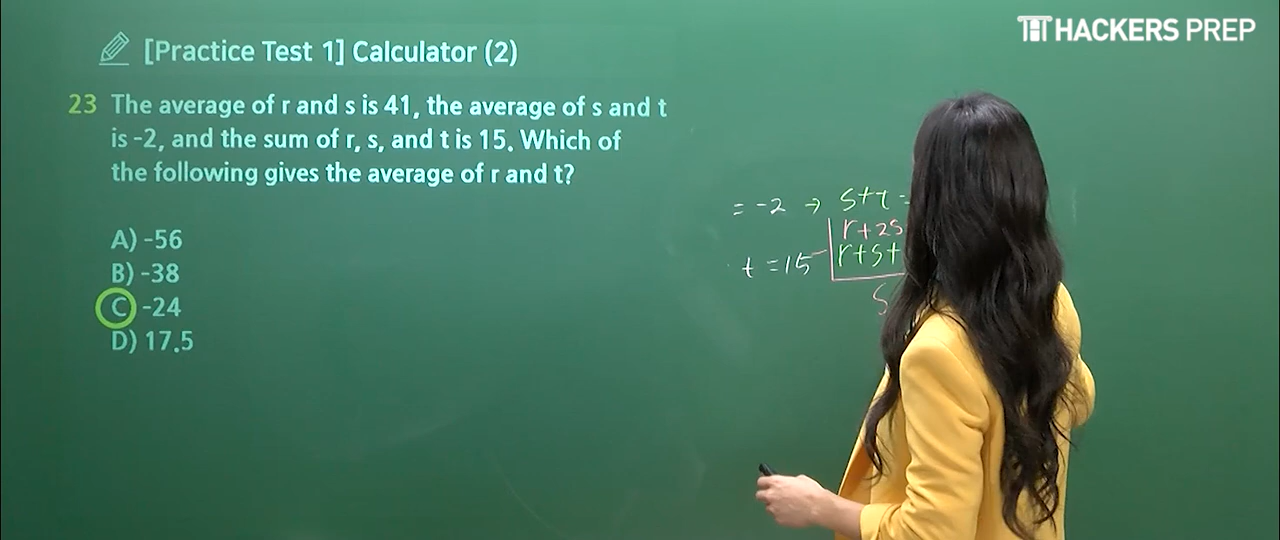 HACKERS PREP
[Practice Test 1] Calculator (2)
23 The average of r and s is 41, the average of s and t
is -2, and the sum of r, s, and t is 15. Which of
the following gives the average of r and t?
A) -56
B) -38
C) -24
D) 17.5
= -2 → s+t =
r+2s
t = 15
r+s+
s